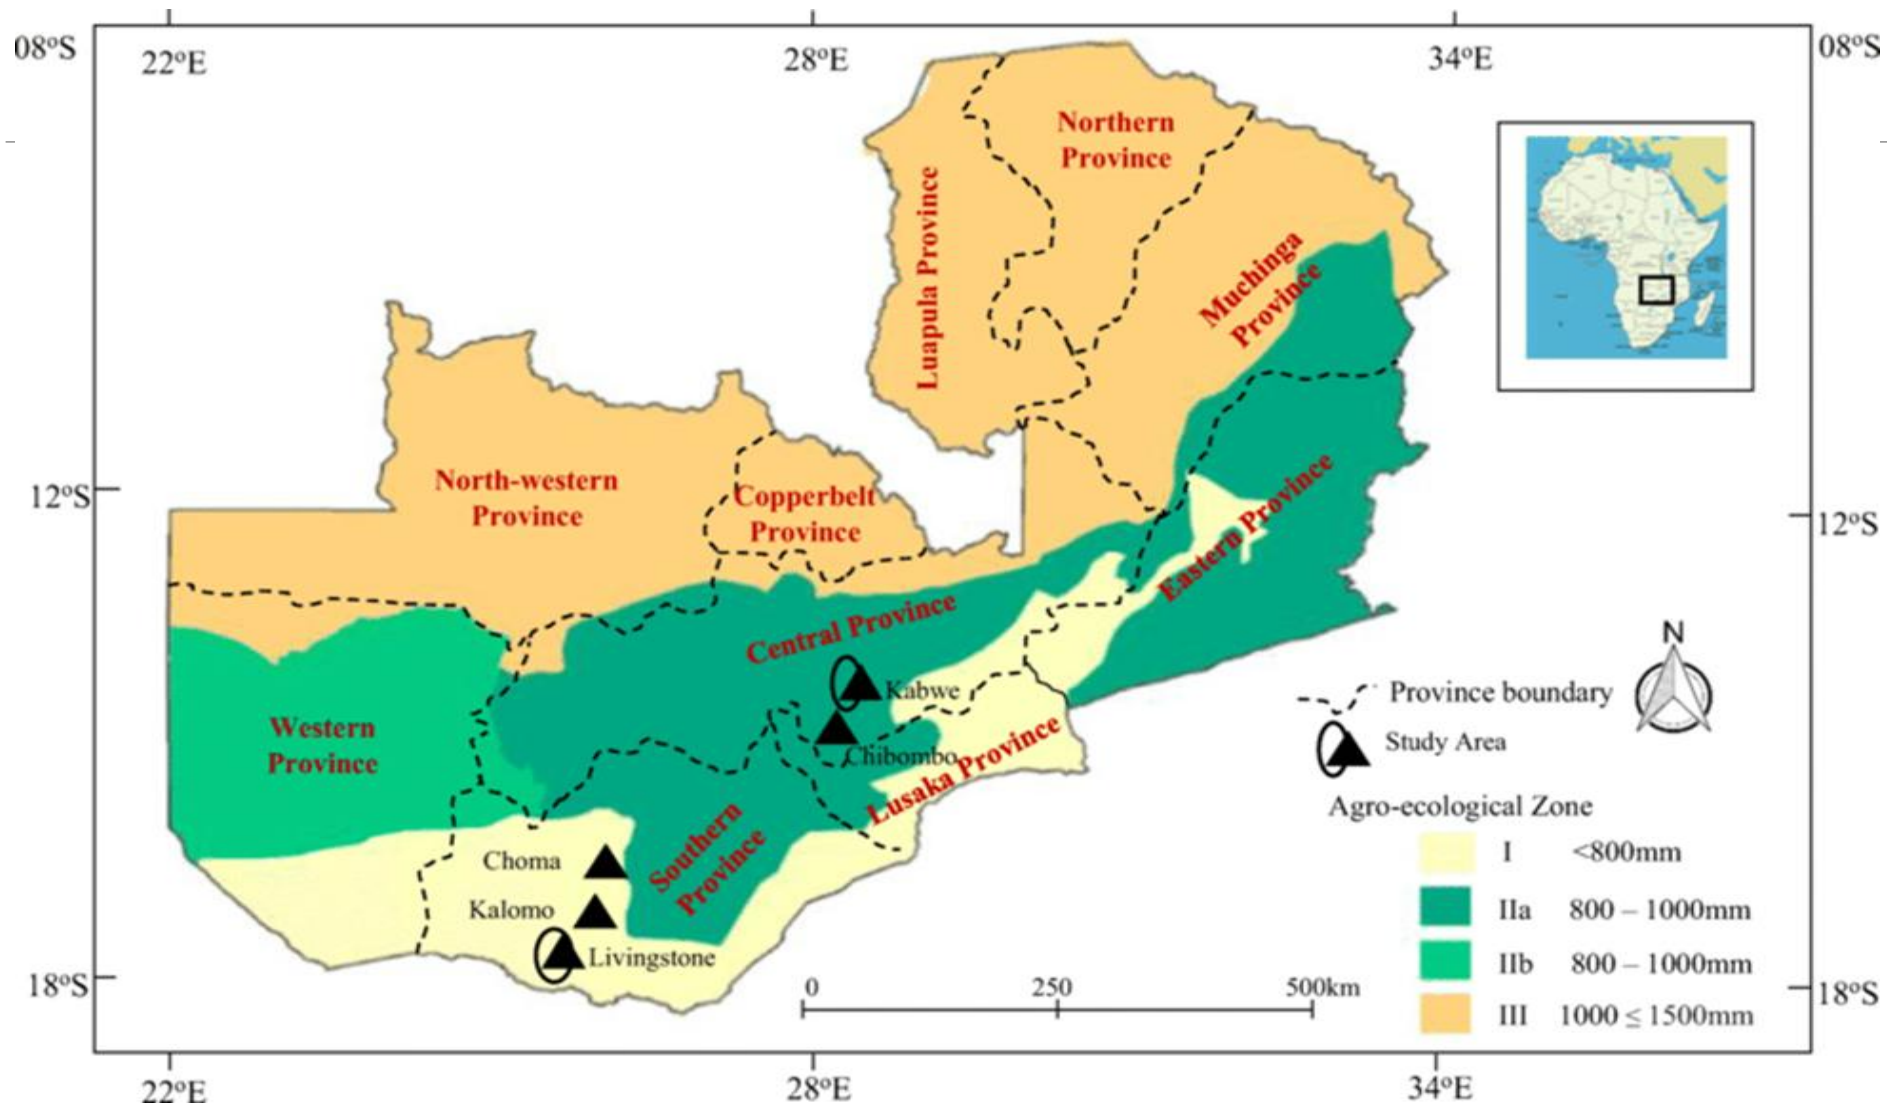 08°S
22°E
28°E
34°E
08°S
Northern
Province
Luapula Province
Muchinga
Province
North-western
Province
Copperbelt
Province
12°S
12°S
Eastern Province
Central Province
Kabwe
Chibombo
Western
Province
Lusaka Province
Southern
Province
Choma
Kalomo
Livingstone
N
Province boundary
Study Area
Agro-ecological Zone
I <800mm
IIa 800 – 1000mm
IIb 800 – 1000mm
III 1000 ≤ 1500mm
0 250 500km
18°S
18°S
22°E
28°E
34°E